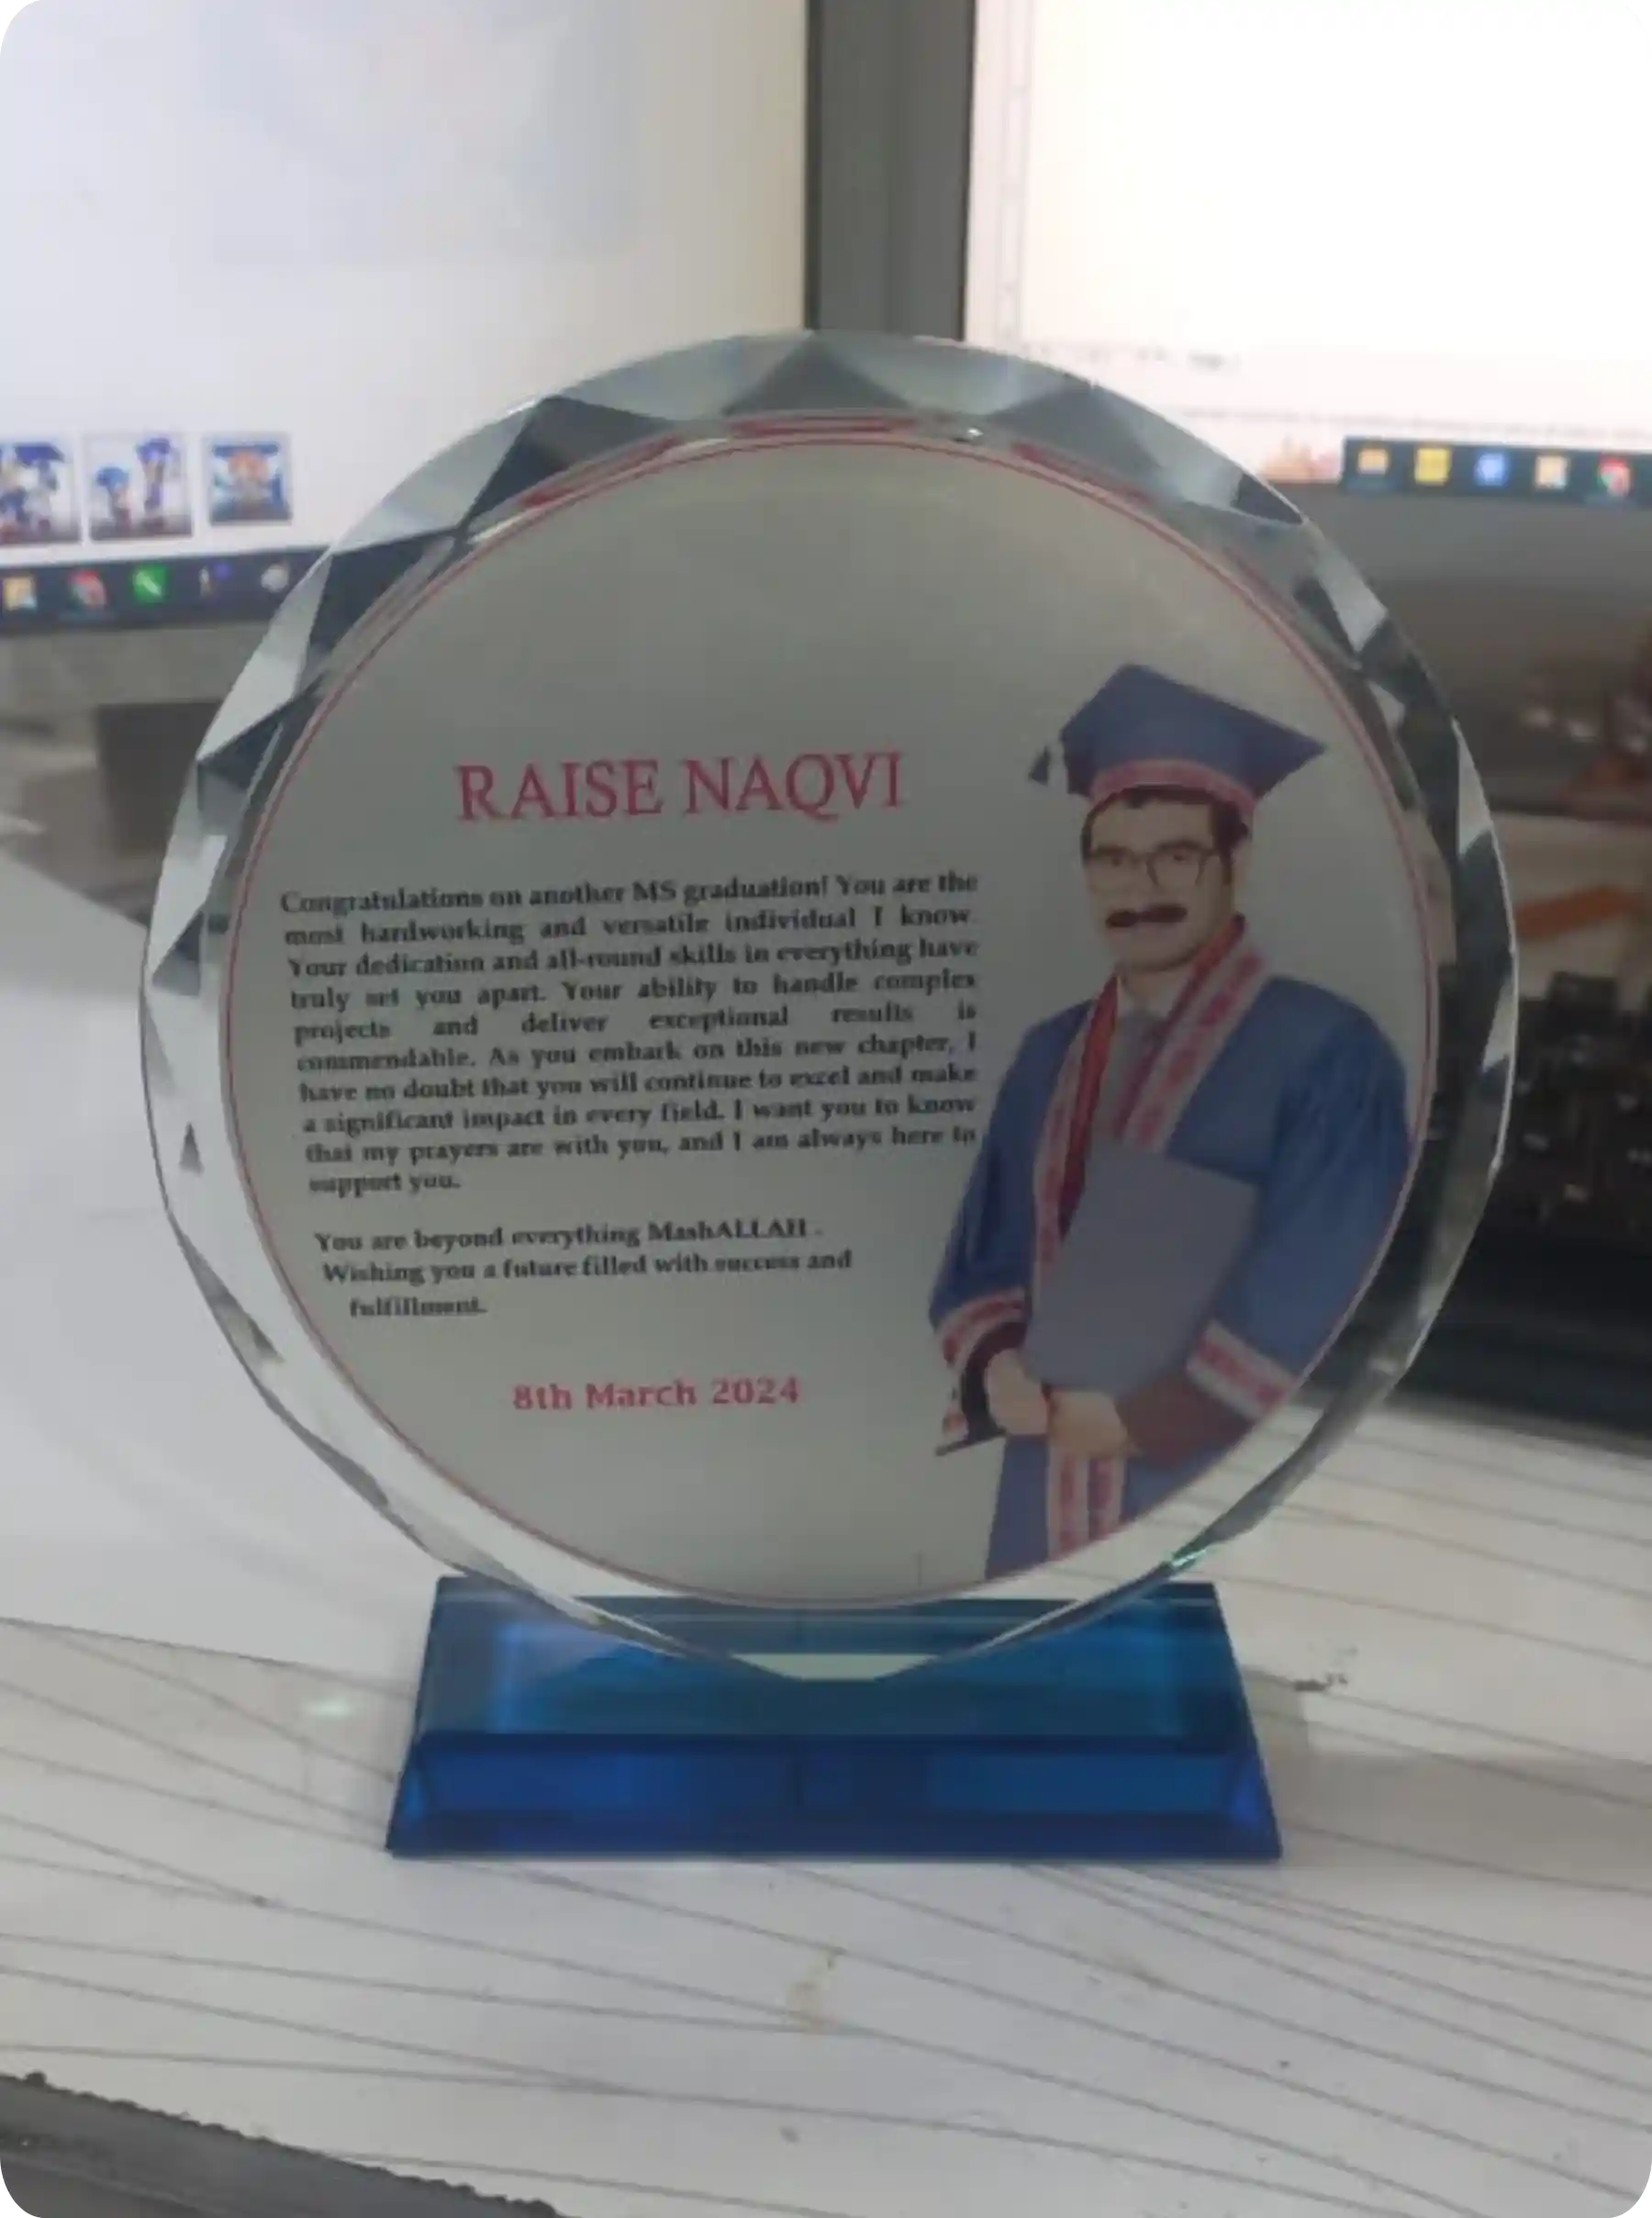 RAISE NAQVI
Congratulations on another MS graduation! You are the
most hardworking and versatile individual I know.
Your dedication and all-round skills in everything have
truly set you apart. Your ability to handle complex
projects and deliver exceptional results is
commendable. As you embark on this new chapter, I
have no doubt that you will continue to excel and make
a significant impact in every field. I want you to know
that my prayers are with you, and I am always here to
support you.
You are beyond everything MashALLAH.
Wishing you a future filled with success and
fulfillment.
8th March 2024